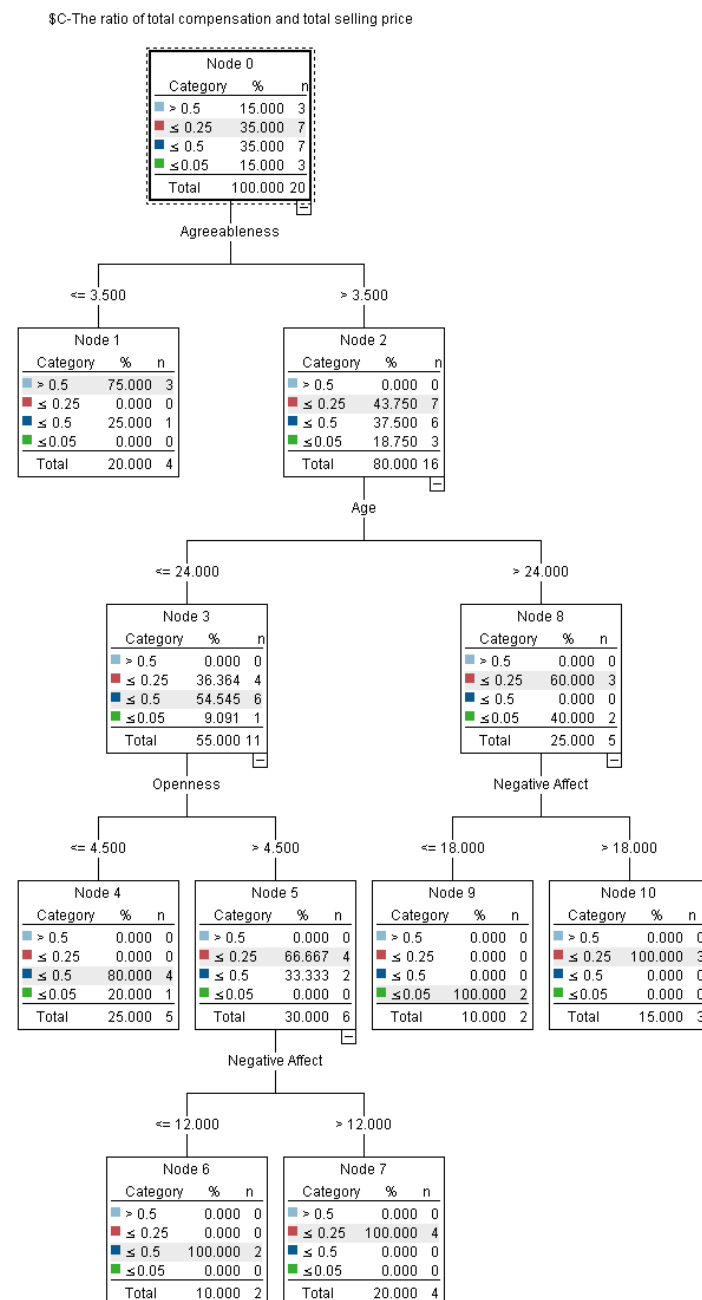 $C-The ratio of total compensation and total selling price
Node 0
Category % n
> 0.5 15.000 3
≤ 0.25 35.000 7
≤ 0.5 35.000 7
≤0.05 15.000 3
Total 100.000 20
Agreeableness
<= 3.500 > 3.500
Node 1
Category % n
> 0.5 75.000 3
≤ 0.25 0.000 0
≤ 0.5 25.000 1
≤0.05 0.000 0
Total 20.000 4
Node 2
Category % n
> 0.5 0.000 0
≤ 0.25 43.750 7
≤ 0.5 37.500 6
≤0.05 18.750 3
Total 80.000 16
Age
<= 24.000 > 24.000
Node 3
Category % n
> 0.5 0.000 0
≤ 0.25 36.364 4
≤ 0.5 54.545 6
≤0.05 9.091 1
Total 55.000 11
Node 8
Category % n
> 0.5 0.000 0
≤ 0.25 60.000 3
≤ 0.5 0.000 0
≤0.05 40.000 2
Total 25.000 5
Openness
Negative Affect
<= 4.500 > 4.500
<= 18.000 > 18.000
Node 4
Category % n
> 0.5 0.000 0
≤ 0.25 0.000 0
≤ 0.5 80.000 4
≤0.05 20.000 1
Total 25.000 5
Node 5
Category % n
> 0.5 0.000 0
≤ 0.25 66.667 4
≤ 0.5 33.333 2
≤0.05 0.000 0
Total 30.000 6
Node 9
Category % n
> 0.5 0.000 0
≤ 0.25 0.000 0
≤ 0.5 0.000 0
≤0.05 100.000 2
Total 10.000 2
Node 10
Category % n
> 0.5 0.000 0
≤ 0.25 100.000 3
≤ 0.5 0.000 0
≤0.05 0.000 0
Total 15.000 3
Negative Affect
<= 12.000 > 12.000
Node 6
Category % n
> 0.5 0.000 0
≤ 0.25 0.000 0
≤ 0.5 100.000 2
≤0.05 0.000 0
Total 10.000 2
Node 7
Category % n
> 0.5 0.000 0
≤ 0.25 100.000 4
≤ 0.5 0.000 0
≤0.05 0.000 0
Total 20.000 4